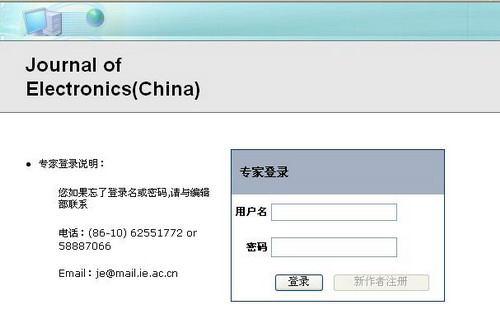 Journal of
Electronics(China)
专家登录说明：
您如果忘了登录名或密码,请与编辑
部联系
电话：(86-10) 62551772 or
58887066
Email：je@mail.ie.ac.cn
专家登录
用户名
密码
登录
新作者注册